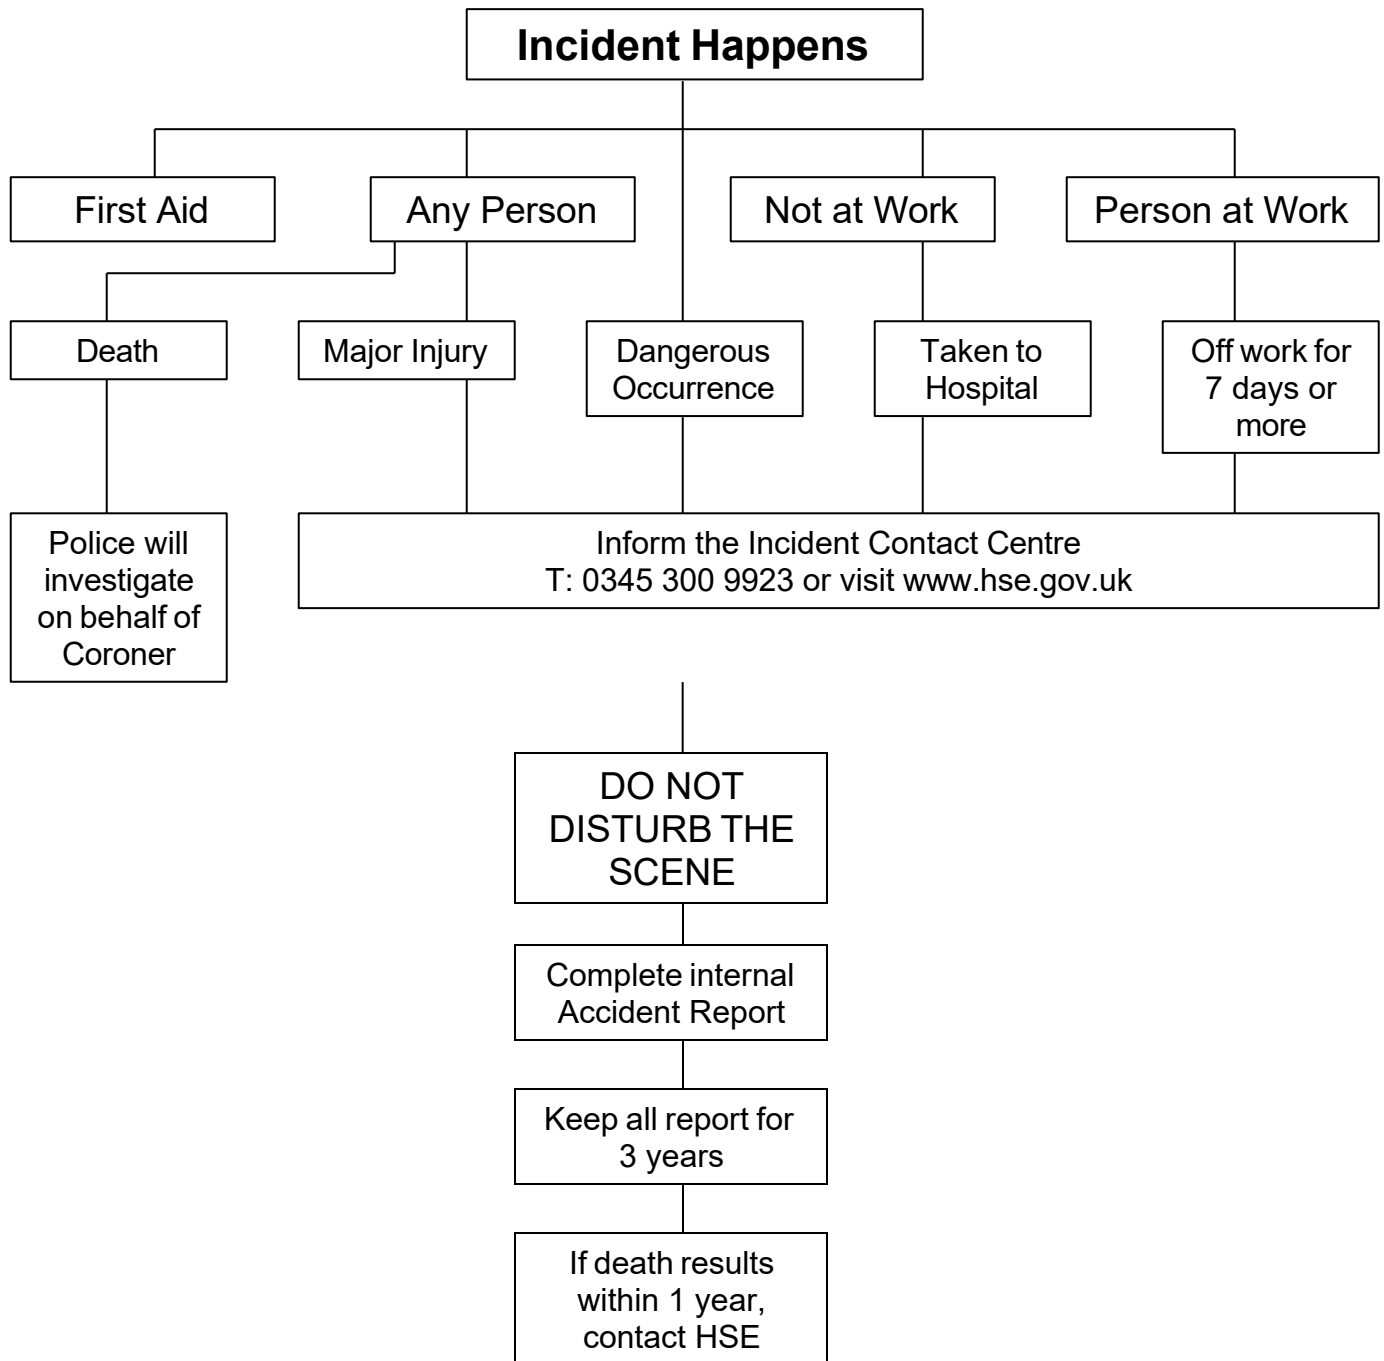 Incident Happens
First Aid
Any Person
Not at Work
Person at Work
Death
Major Injury
Dangerous
Occurrence
Taken to
Hospital
Off work for
7 days or
more
Police will
investigate
on behalf of
Coroner
Inform the Incident Contact Centre
T: 0345 300 9923 or visit www.hse.gov.uk
DO NOT
DISTURB THE
SCENE
Complete internal
Accident Report
Keep all report for
3 years
If death results
within 1 year,
contact HSE